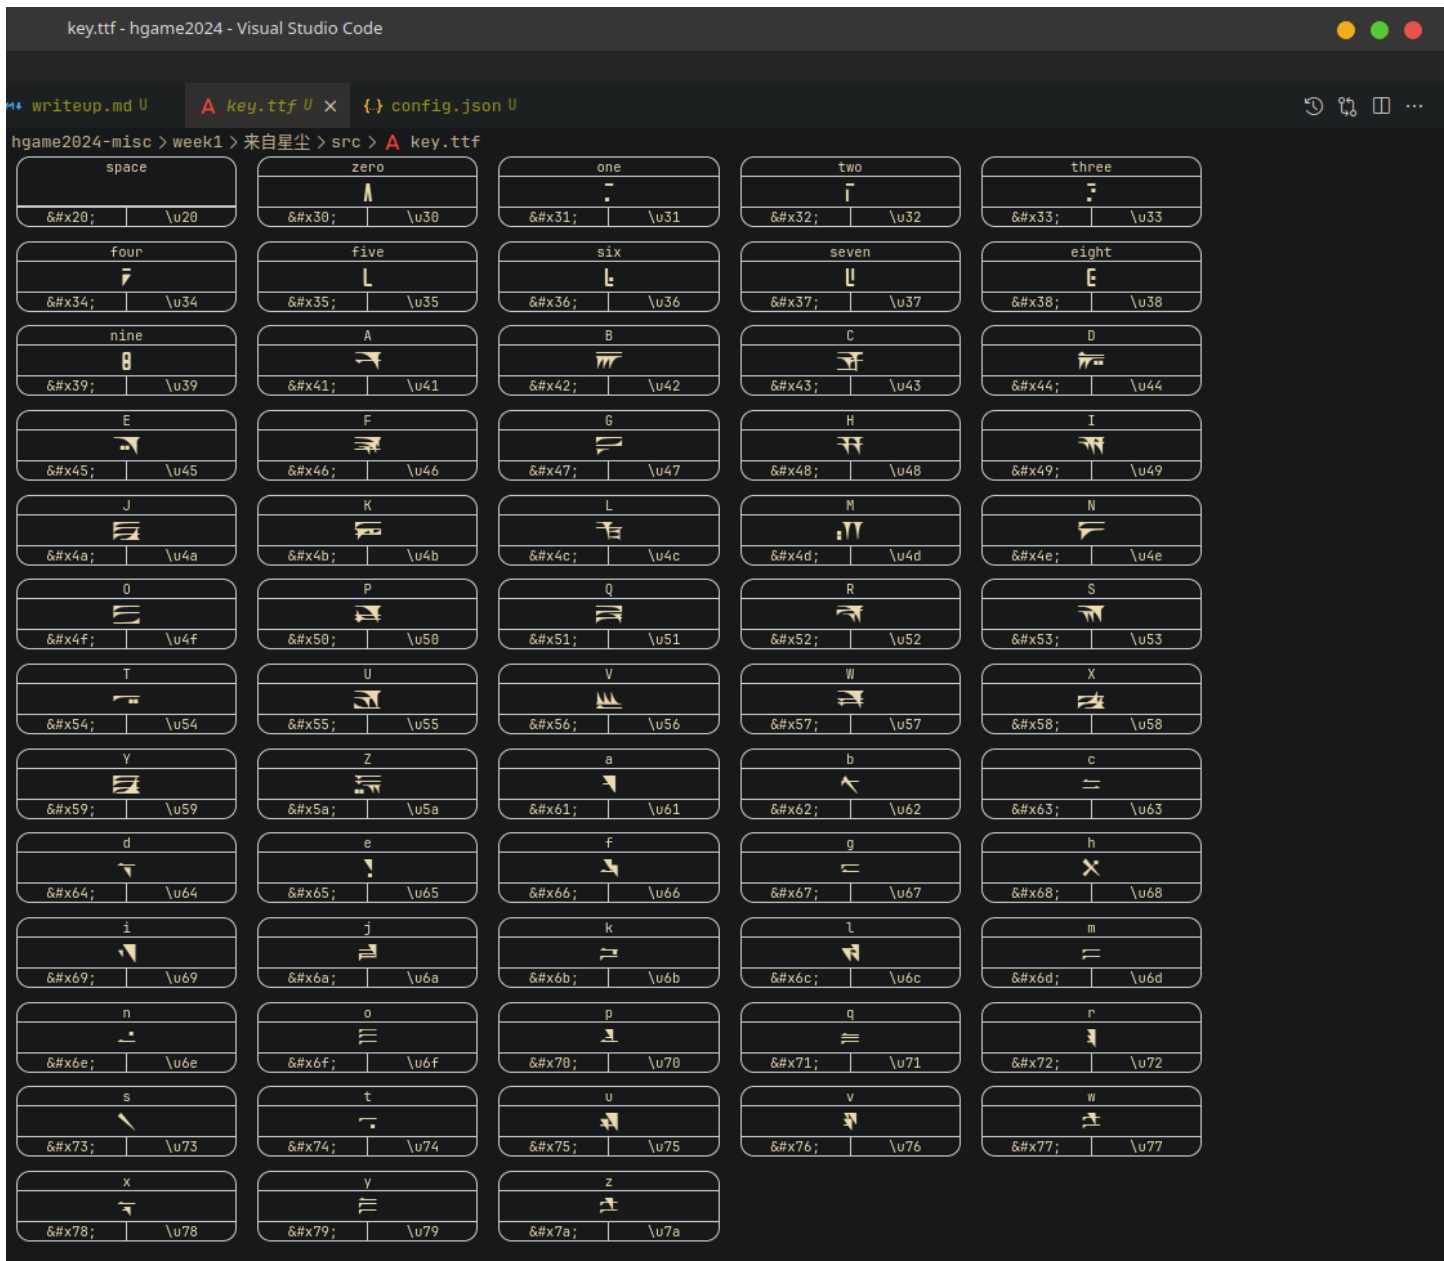 key.ttf - hgame2024 - Visual Studio Code
writeup.md U key.ttf U × {} config.json U
hgame2024-misc > week1 > 来自星尘 > src > A key.ttf
space zero one two three
&#x20; \u20 &#x30; \u30 &#x31; \u31 &#x32; \u32 &#x33; \u33
four five six seven eight
&#x34; \u34 &#x35; \u35 &#x36; \u36 &#x37; \u37 &#x38; \u38
nine A B C D
&#x39; \u39 &#x41; \u41 &#x42; \u42 &#x43; \u43 &#x44; \u44
E F G H I
&#x45; \u45 &#x46; \u46 &#x47; \u47 &#x48; \u48 &#x49; \u49
J K L M N
&#x4a; \u4a &#x4b; \u4b &#x4c; \u4c &#x4d; \u4d &#x4e; \u4e
O P Q R S
&#x4f; \u4f &#x50; \u50 &#x51; \u51 &#x52; \u52 &#x53; \u53
T U V W X
&#x54; \u54 &#x55; \u55 &#x56; \u56 &#x57; \u57 &#x58; \u58
Y Z a b c
&#x59; \u59 &#x5a; \u5a &#x61; \u61 &#x62; \u62 &#x63; \u63
d e f g h
&#x64; \u64 &#x65; \u65 &#x66; \u66 &#x67; \u67 &#x68; \u68
i j k l m
&#x69; \u69 &#x6a; \u6a &#x6b; \u6b &#x6c; \u6c &#x6d; \u6d
n o p q r
&#x6e; \u6e &#x6f; \u6f &#x70; \u70 &#x71; \u71 &#x72; \u72
s t u v w
&#x73; \u73 &#x74; \u74 &#x75; \u75 &#x76; \u76 &#x77; \u77
x y z
&#x78; \u78 &#x79; \u79 &#x7a; \u7a